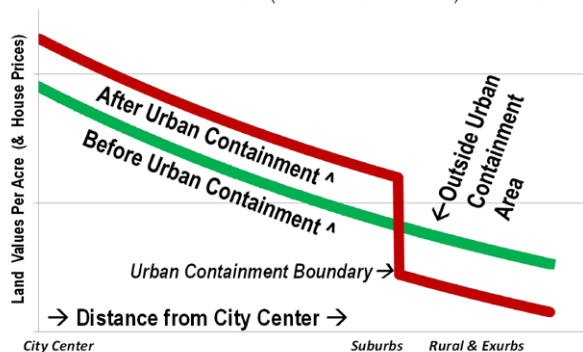 Land Values Per Acre (& House Prices)
After Urban Containment ^
Before Urban Containment ^
←Outside Urban
Containment
Area
Urban Containment Boundary →
→ Distance from City Center →
City Center
Suburbs
Rural & Exurbs